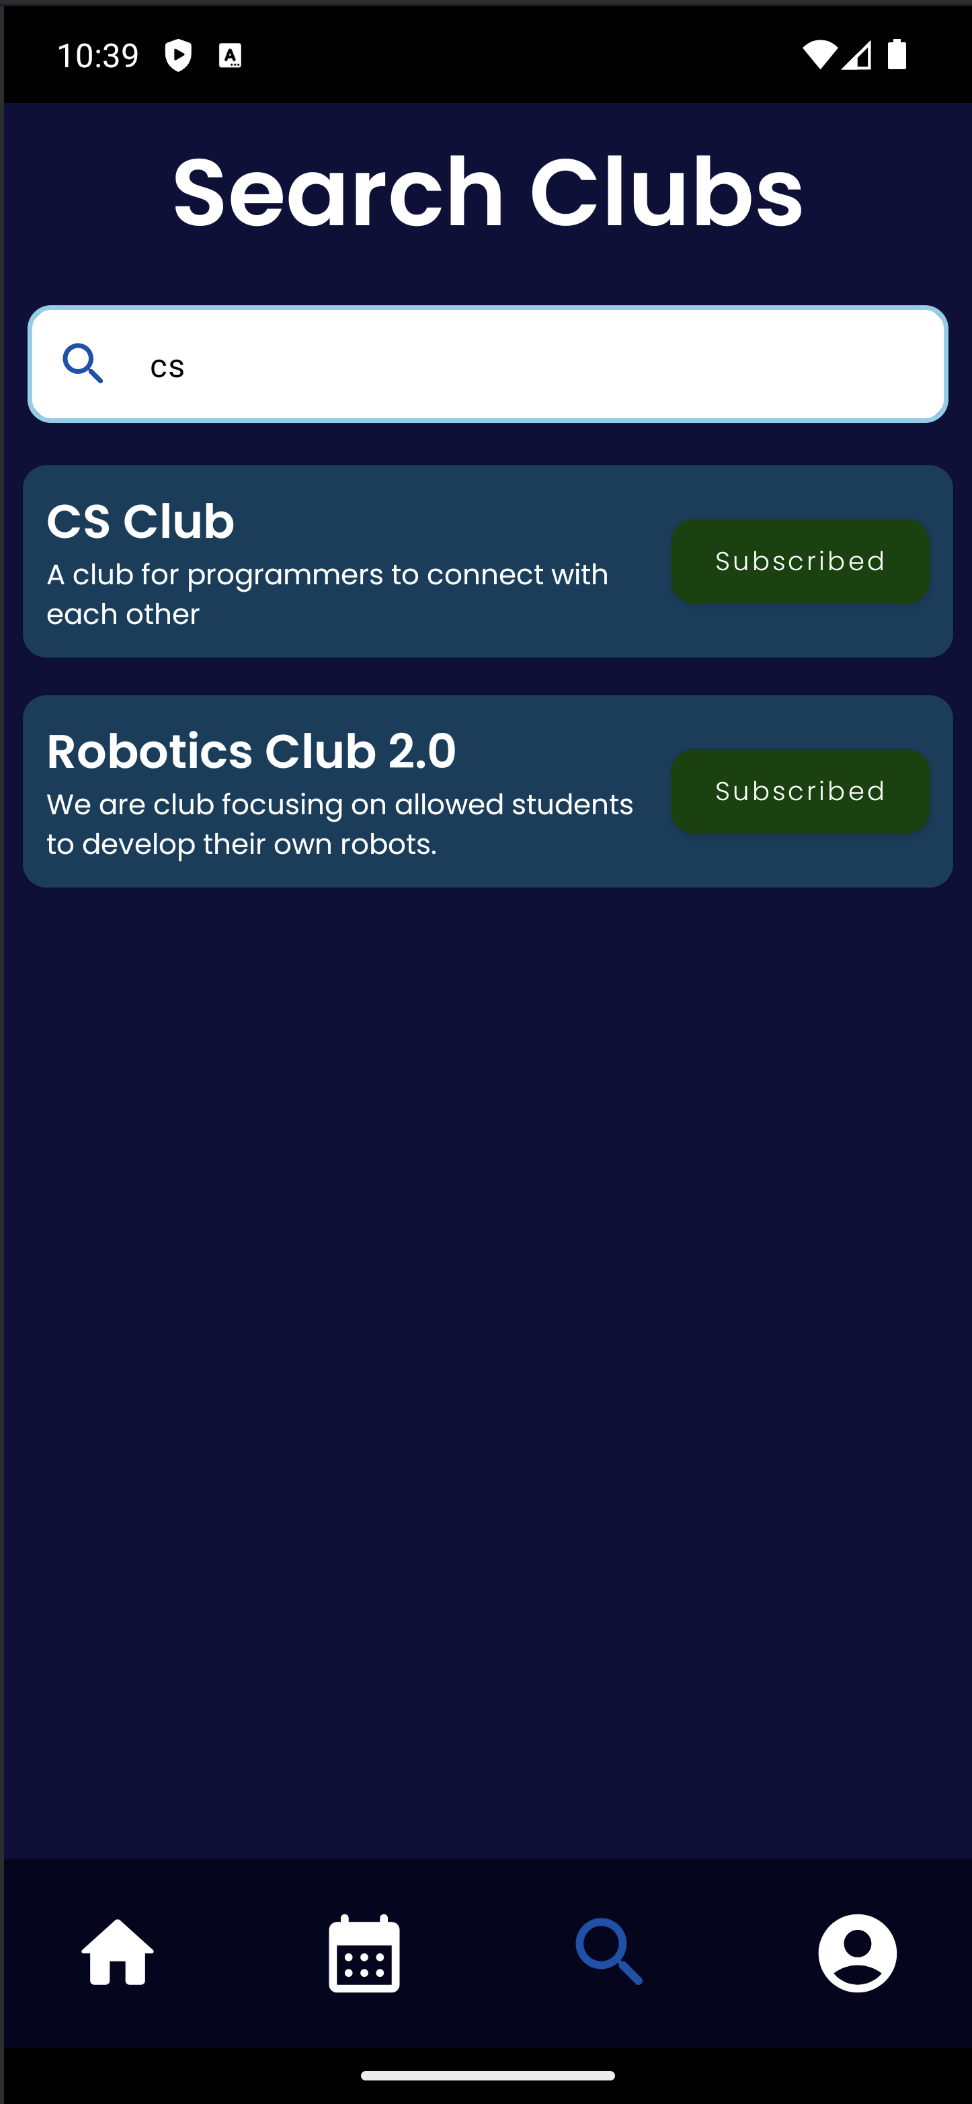 10:39
Search Clubs
cs
CS Club
A club for programmers to connect with
each other
Subscribed
Robotics Club 2.0
We are club focusing on allowed students
to develop their own robots.
Subscribed